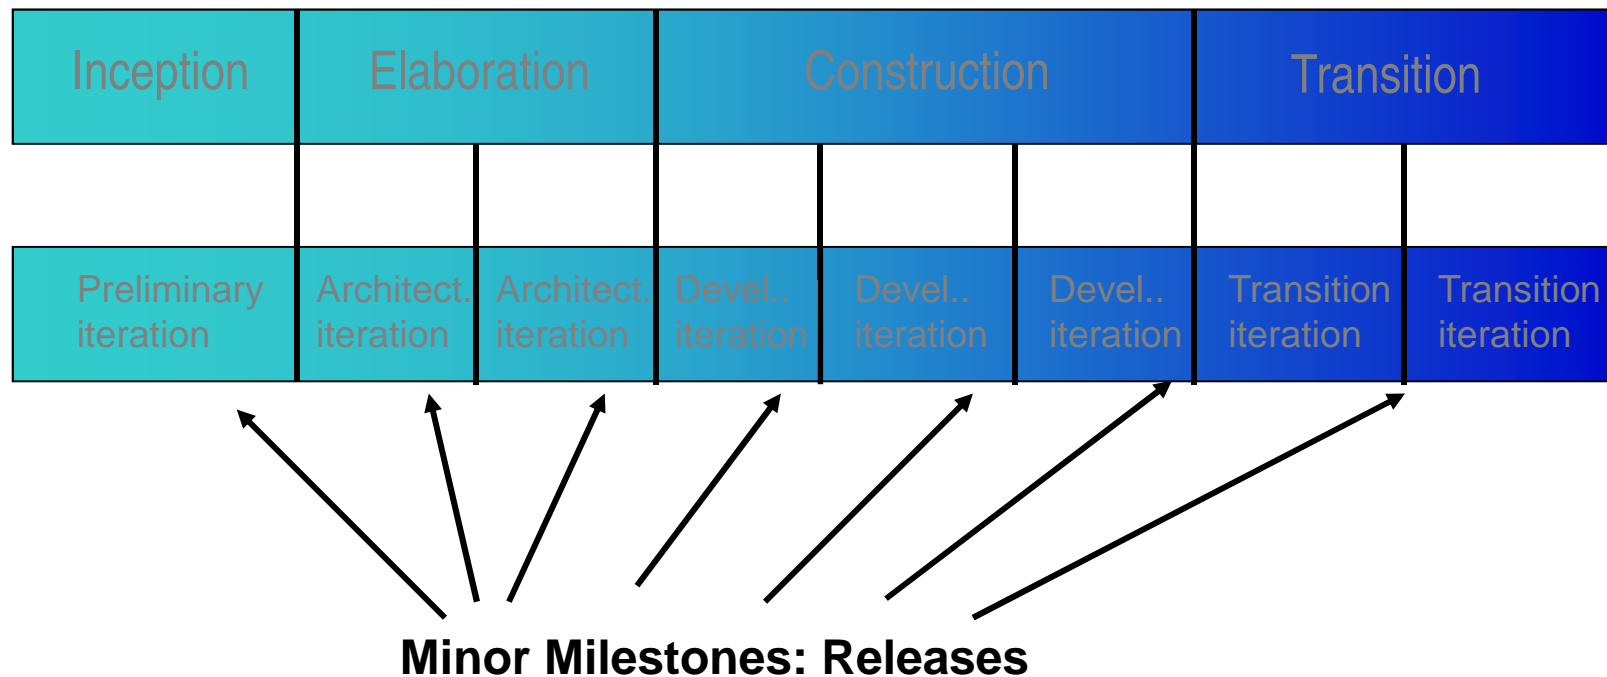 Inception Elaboration Construction Transition
Preliminary Architect. Architect. Devel.. Devel.. Devel.. Transition Transition
iteration iteration iteration iteration iteration iteration iteration iteration
Minor Milestones: Releases